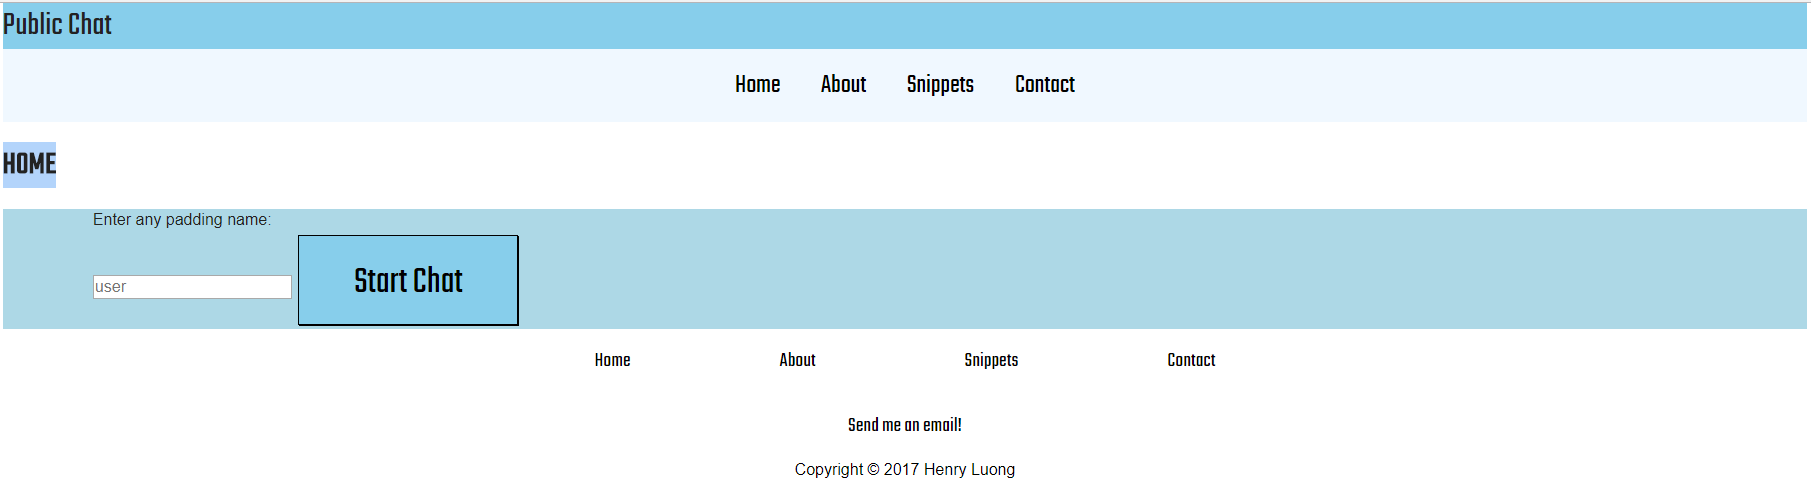 Public Chat
Home About Snippets Contact
HOME
Enter any padding name:
user Start Chat
Home About Snippets Contact
Send me an email!
Copyright © 2017 Henry Luong